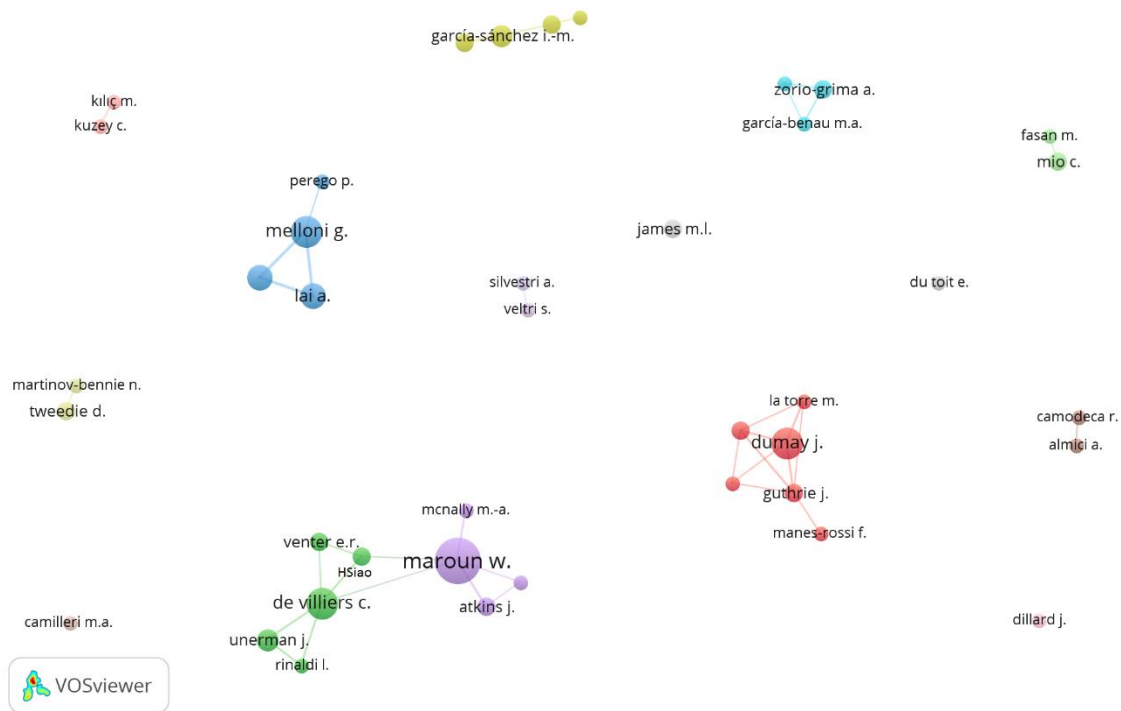 garcía-sánchez i.-m.
zorio-grima a.
kılıç m.
kuzey c.
garcía-benau m.a.
fasan m.
mio c.
perego p.
melloni g.
james m.l.
silvestri a.
du toit e.
lai a.
veltri s.
martinov-bennie n.
tweedie d.
la torre m.
camodeca r.
dumay j.
almici a.
guthrie j.
mcnally m.-a.
manes-rossi f.
venter e.r.
maroun w.
HSiao
de villiers c.
atkins j.
camilleri m.a.
dillard j.
unerman j.
rinaldi l.
VOSviewer